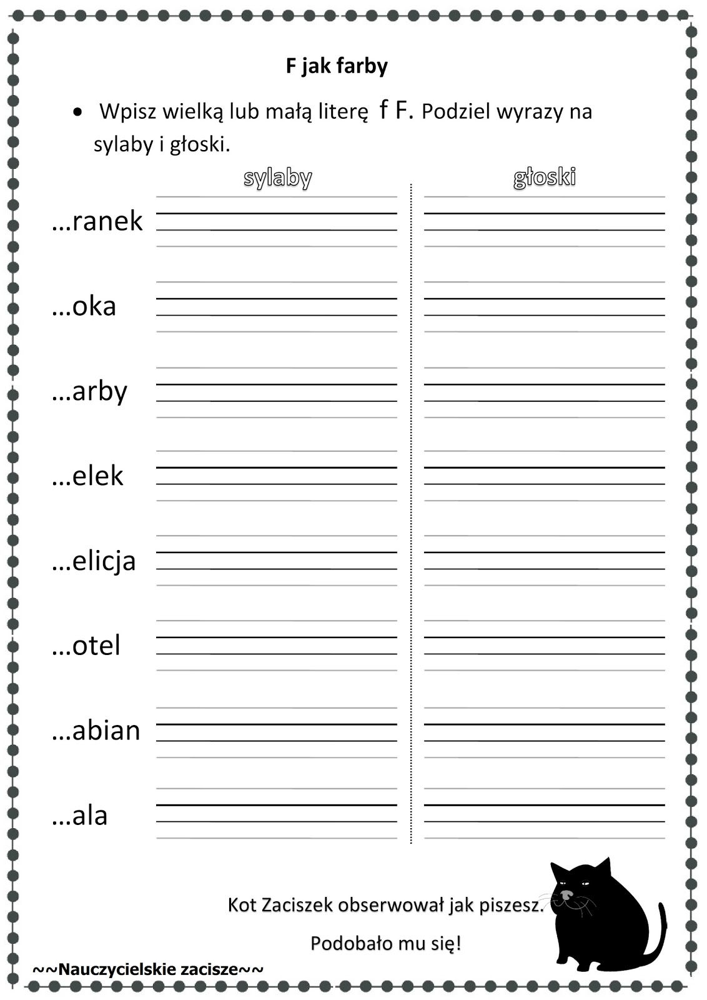 F jak farby
• Wpisz wielką lub małą literę f F. Podziel wyrazy na
sylaby i głoski.
sylaby głoski
...ranek
...oka
...arby
...elek
...elicja
...otel
...abian
...ala
Kot Zaciszek obserwował jak piszesz.
Podobało mu się!
~~Nauczycielskie zacisze~~